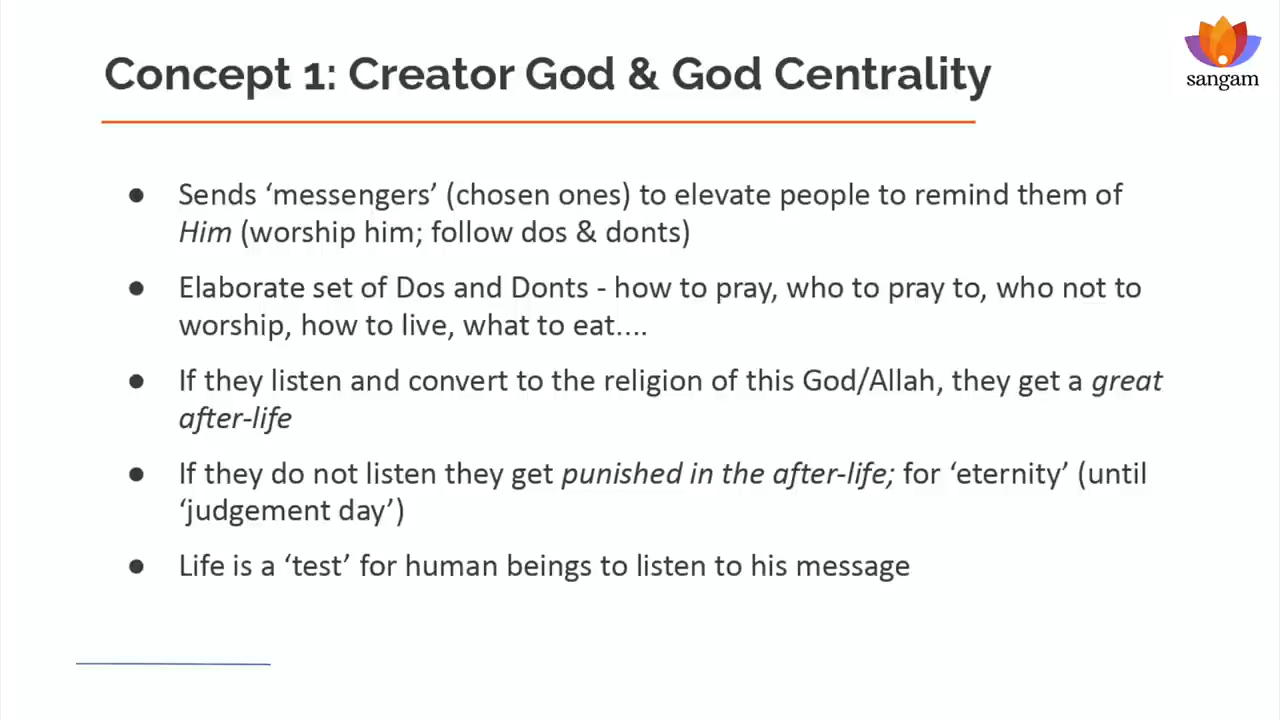 Concept 1: Creator God & God Centrality
sangam
● Sends ‘messengers’ (chosen ones) to elevate people to remind them of
Him (worship him; follow dos & donts)
● Elaborate set of Dos and Donts - how to pray, who to pray to, who not to
worship, how to live, what to eat....
● If they listen and convert to the religion of this God/Allah, they get a great
after-life
● If they do not listen they get punished in the after-life; for ‘eternity’ (until
‘judgement day’)
● Life is a ‘test’ for human beings to listen to his message